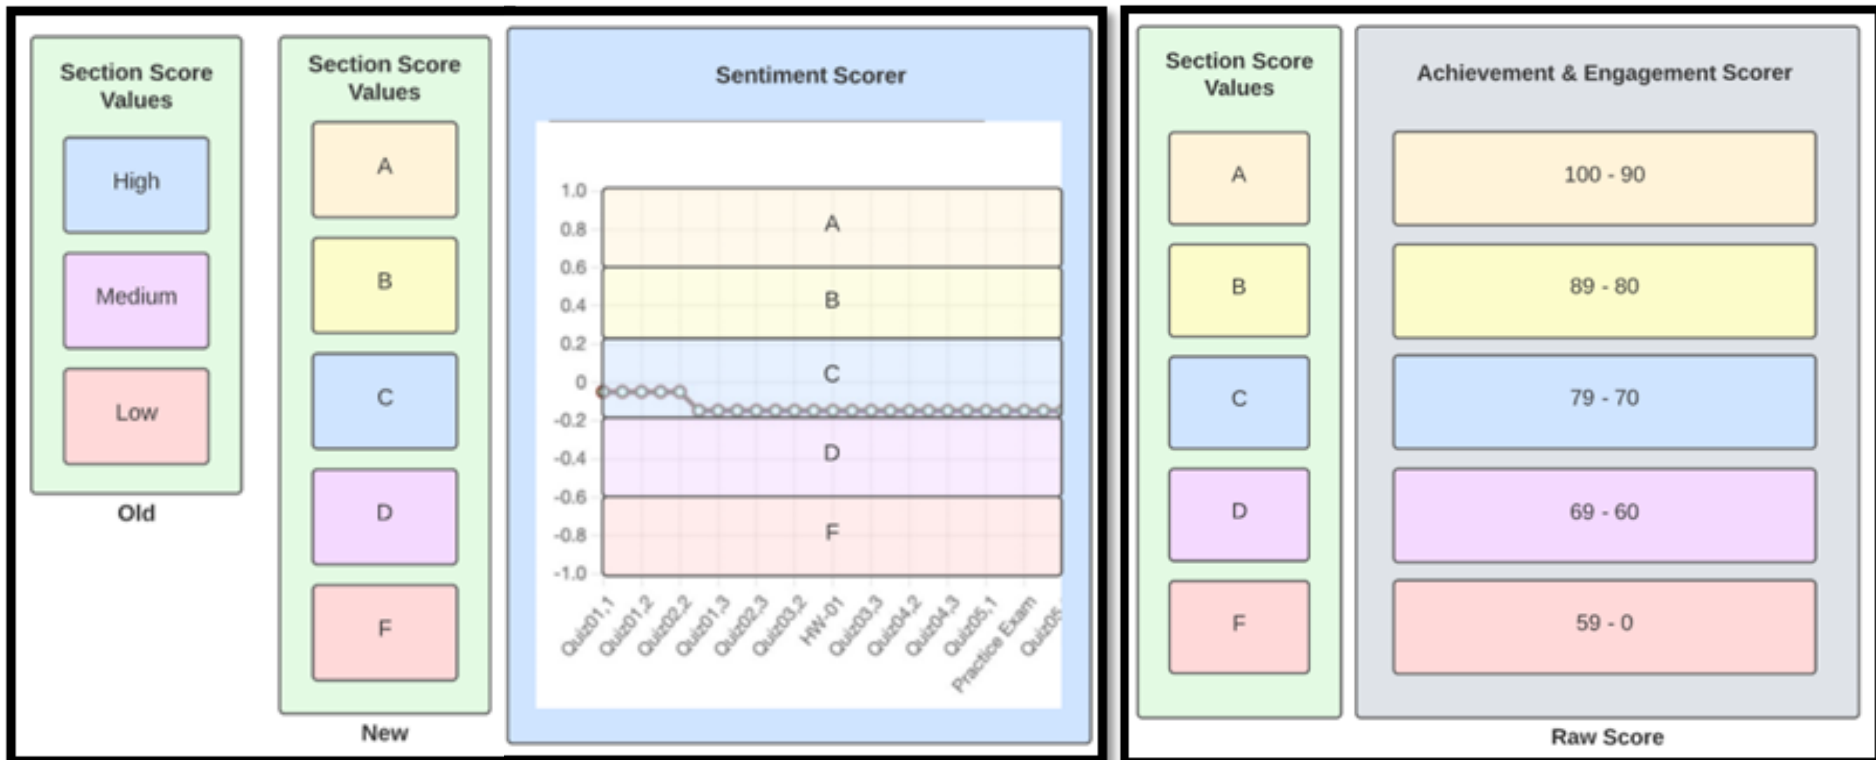 Section Score
Values
High
Medium
Low
Old
Section Score
Values
A
B
C
D
F
New
Sentiment Scorer
1.0
0.8
0.6
0.4
0.2
0
-0.2
-0.4
-0.6
-0.8
-1.0
A
B
C
D
F
Quiz01,1
Quiz01,2
Quiz02,2
Quiz01,3
Quiz02,3
Quiz03,2
HW-01
Quiz03,3
Quiz04,2
Quiz04,3
Quiz05,1
Practice Exam
Quiz05
Section Score
Values
A
B
C
D
F
Achievement & Engagement Scorer
100 - 90
89 - 80
79 - 70
69 - 60
59 - 0
Raw Score